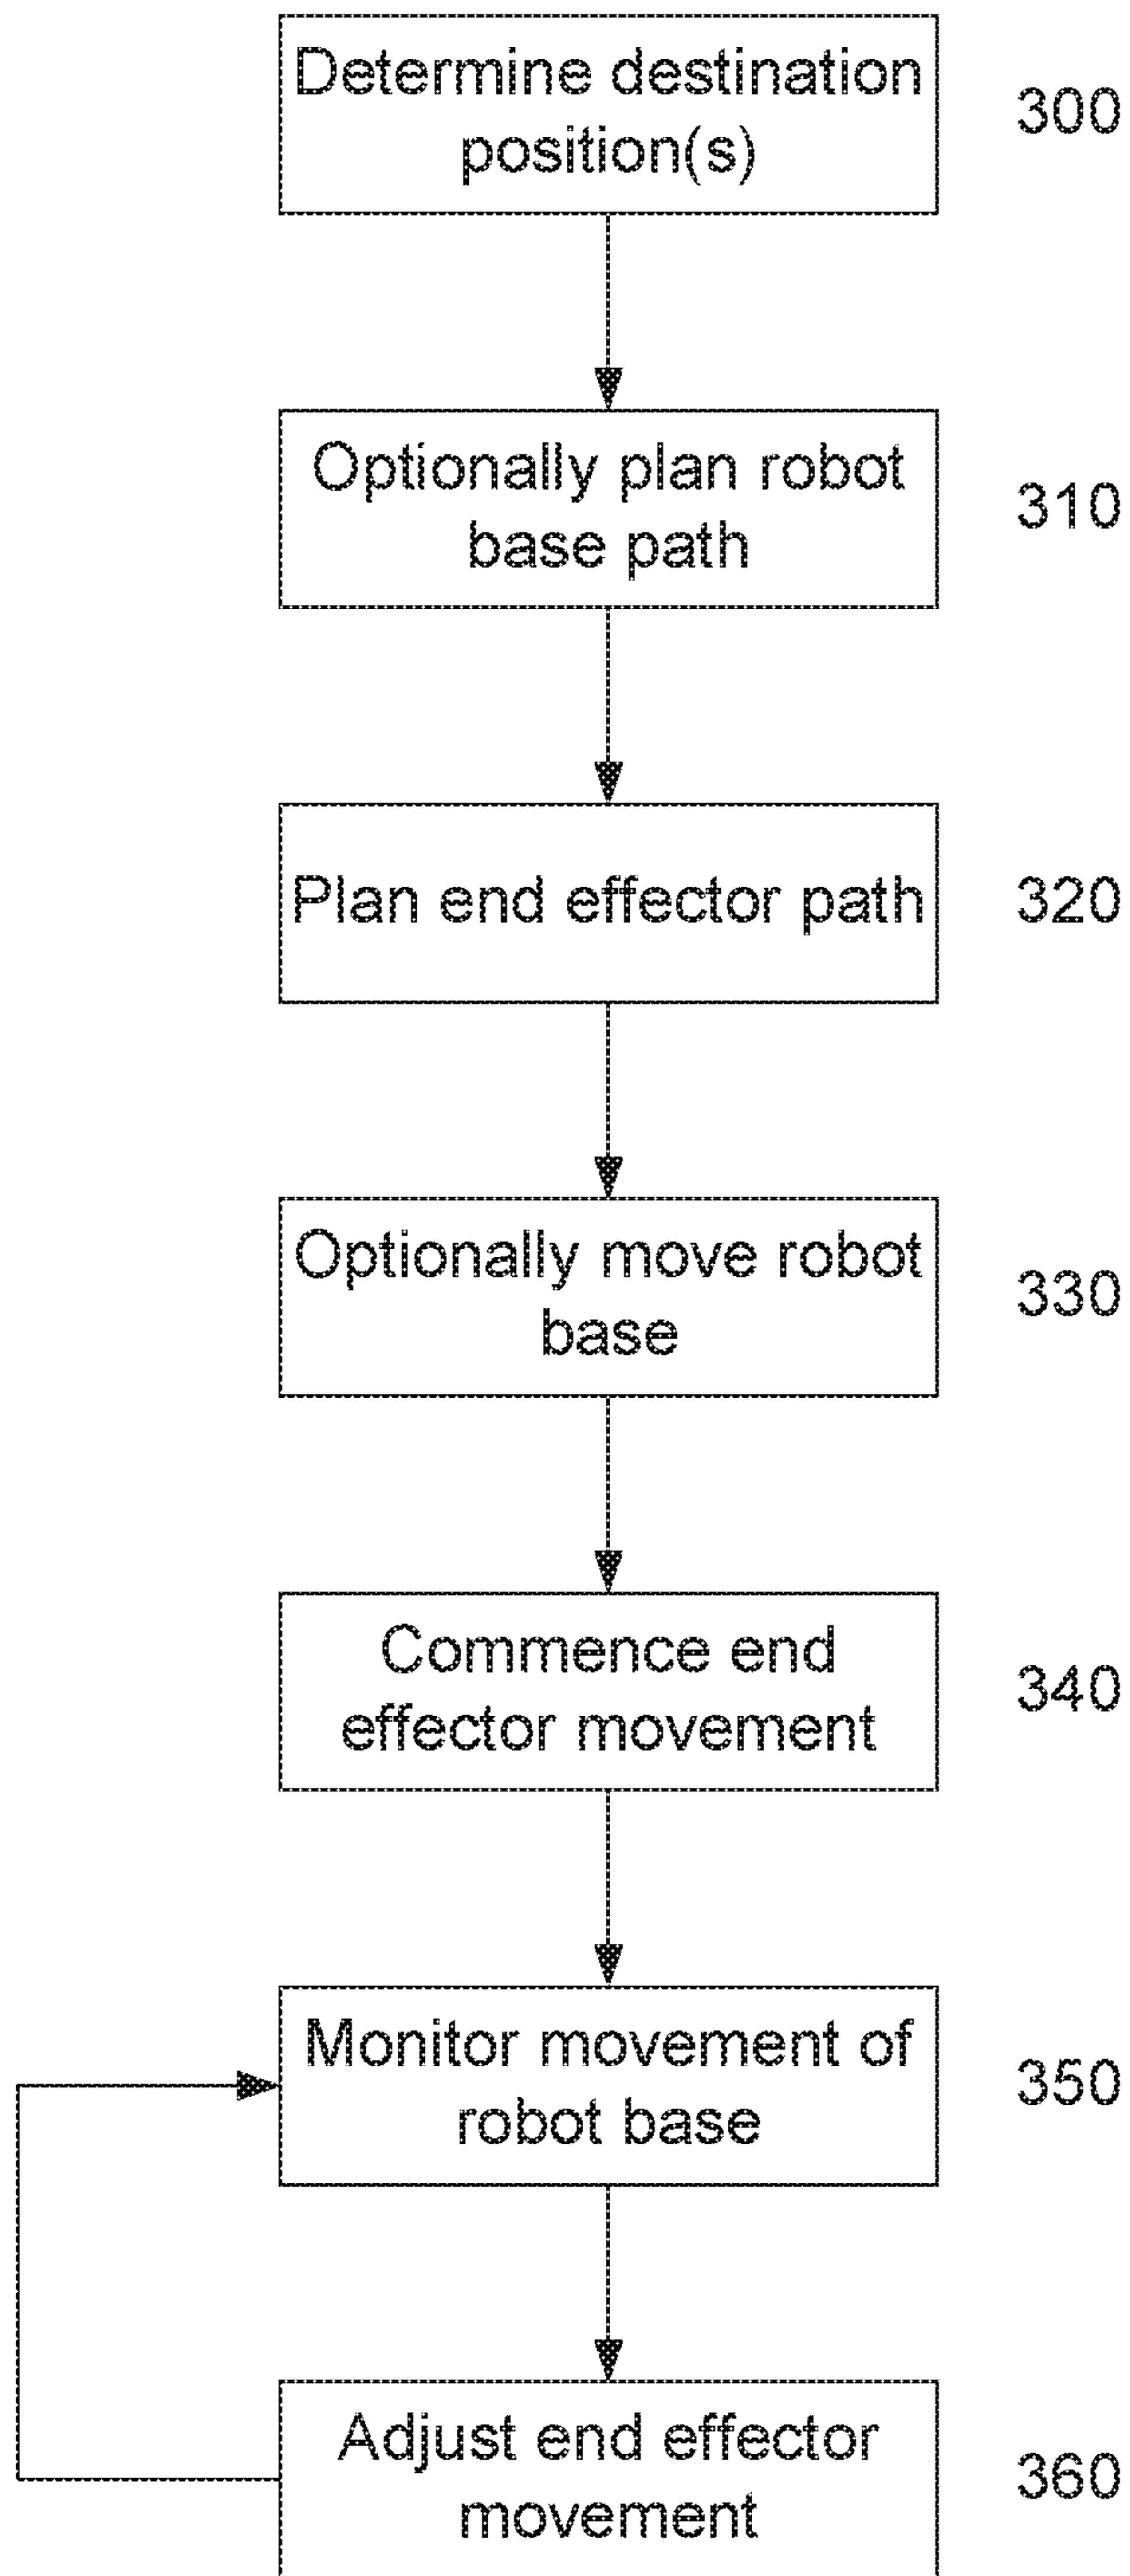 Determine destination
position(s)
300
Optionally plan robot
base path
310
Plan end effector path
320
Optionally move robot
base
330
Commence end
effector movement
340
Monitor movement of
robot base
350
Adjust end effector
movement
360